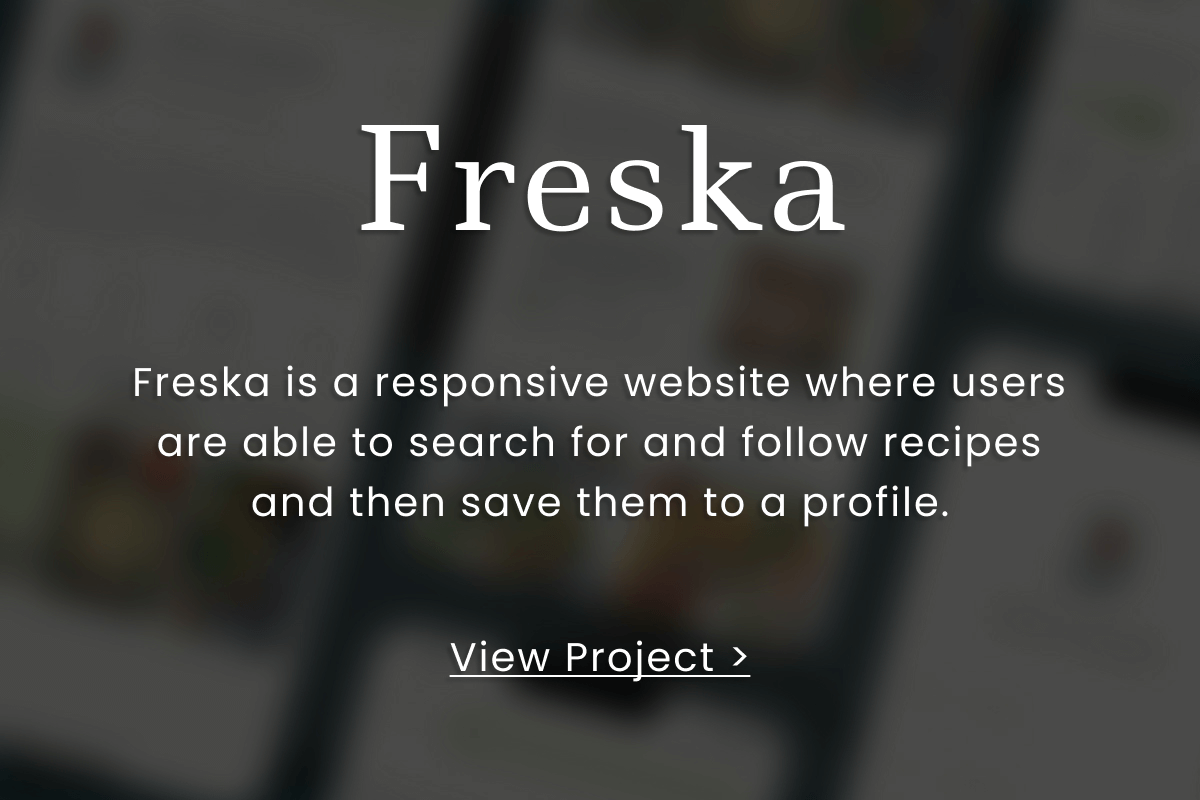 Freska
Freska is a responsive website where users
are able to search for and follow recipes
and then save them to a profile.
View Project >